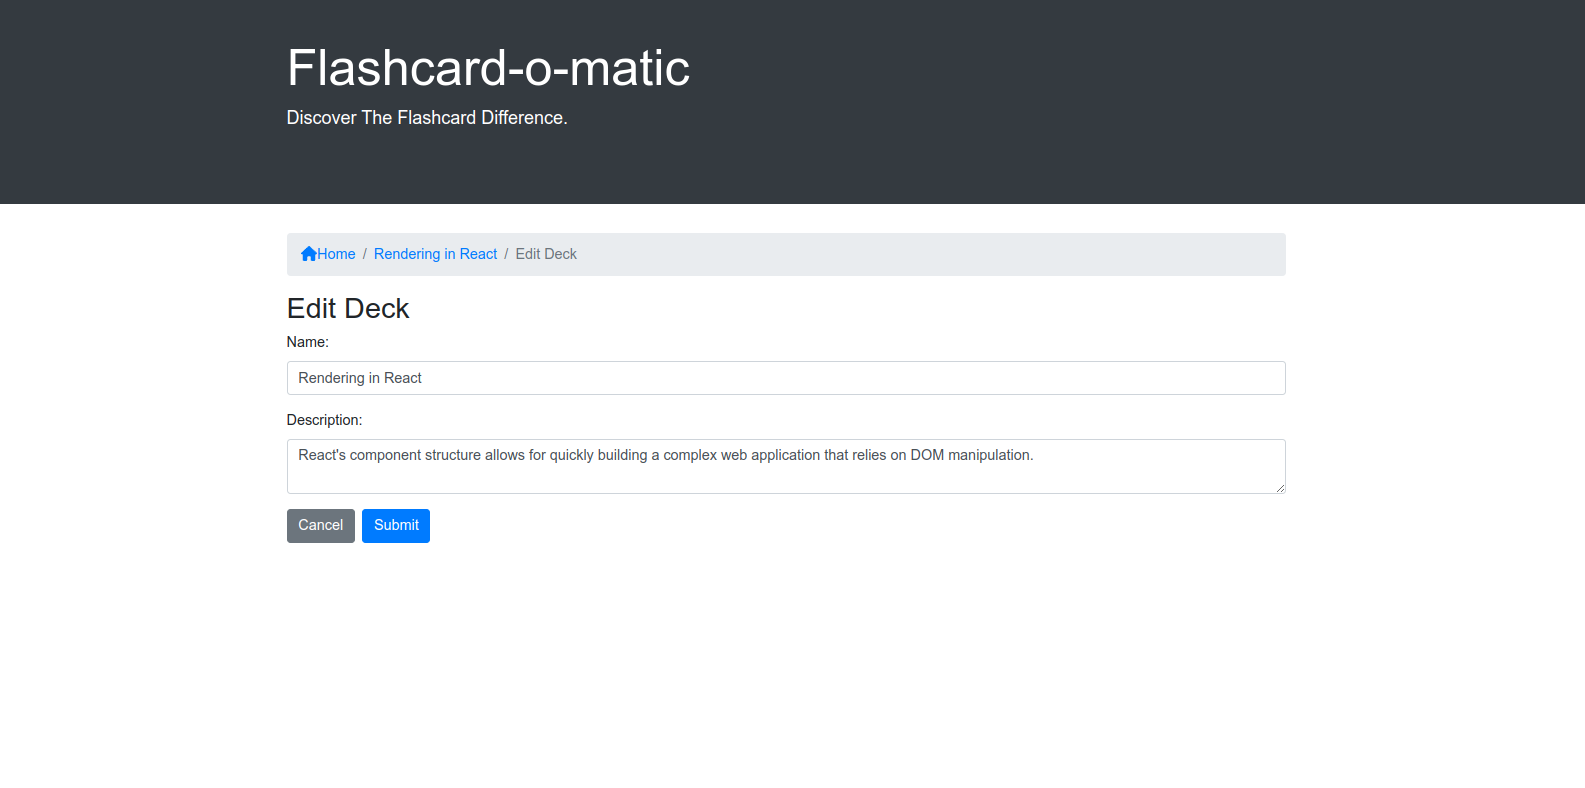 Flashcard-o-matic
Discover The Flashcard Difference.
Home / Rendering in React / Edit Deck
Edit Deck
Name:
Rendering in React
Description:
React's component structure allows for quickly building a complex web application that relies on DOM manipulation.
Cancel Submit